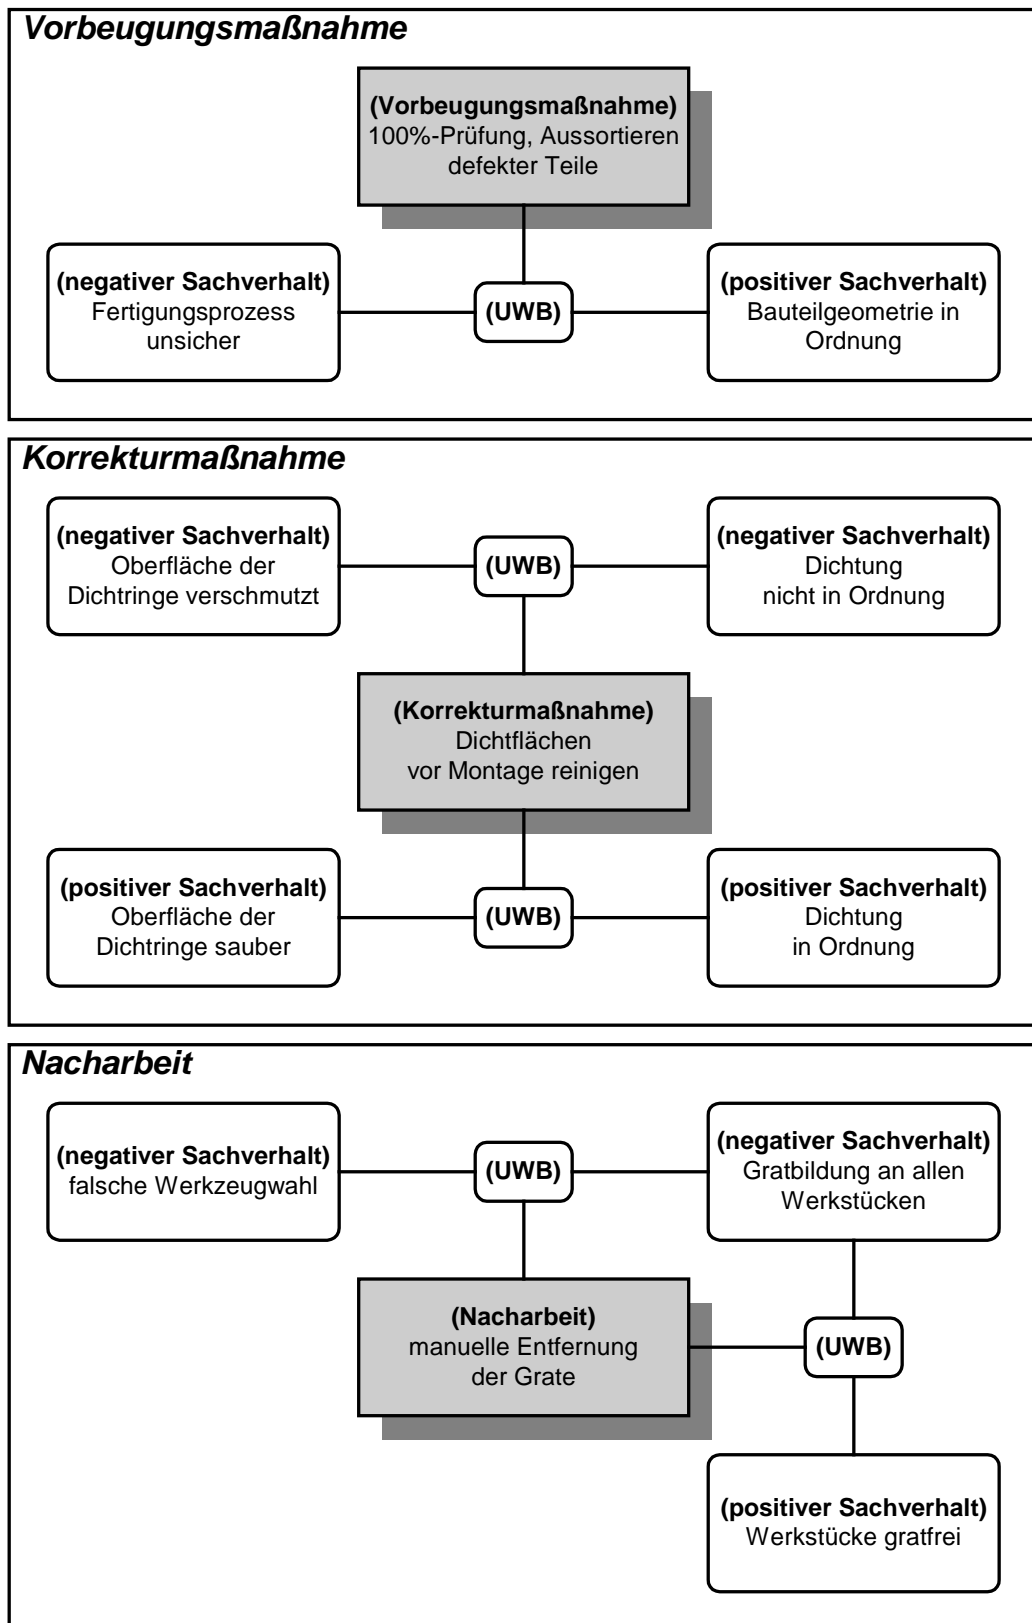 Vorbeugungsmaßnahme
(Vorbeugungsmaßnahme)
100%-Prüfung, Aussortieren
defekter Teile
(negativer Sachverhalt)
Fertigungsprozess
unsicher
(UWB)
(positiver Sachverhalt)
Bauteilgeometrie in
Ordnung
Korrekturmaßnahme
(negativer Sachverhalt)
Oberfläche der
Dichtringe verschmutzt
(UWB)
(negativer Sachverhalt)
Dichtung
nicht in Ordnung
(Korrekturmaßnahme)
Dichtflächen
vor Montage reinigen
(positiver Sachverhalt)
Oberfläche der
Dichtringe sauber
(UWB)
(positiver Sachverhalt)
Dichtung
in Ordnung
Nacharbeit
(negativer Sachverhalt)
falsche Werkzeugwahl
(UWB)
(negativer Sachverhalt)
Gratbildung an allen
Werkstücken
(Nacharbeit)
manuelle Entfernung
der Grate
(UWB)
(positiver Sachverhalt)
Werkstücke gratfrei